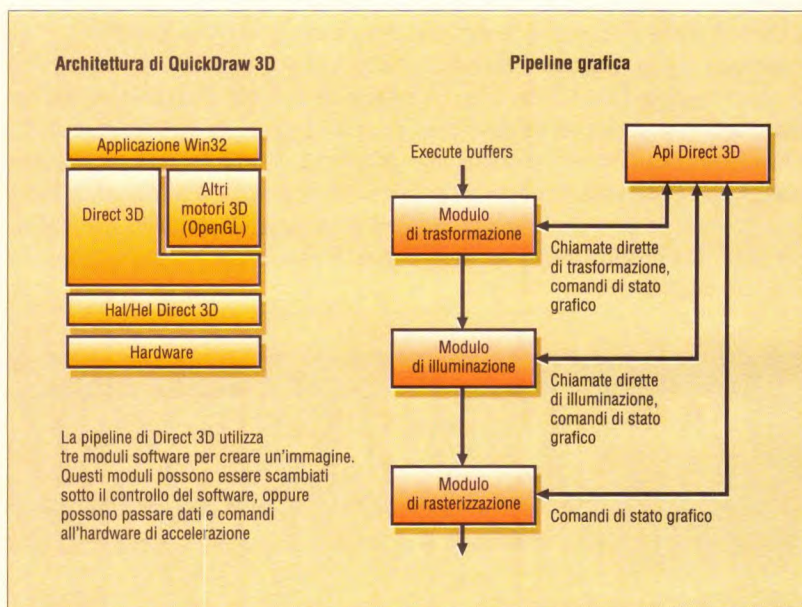 Architettura di QuickDraw 3D
Applicazione Win32
Direct 3D
Altri
motori 3D
(OpenGL)
Hal/Hel Direct 3D
Hardware
La pipeline di Direct 3D utilizza
tre moduli software per creare un'immagine.
Questi moduli possono essere scambiati
sotto il controllo del software, oppure
possono passare dati e comandi
all'hardware di accelerazione
Pipeline grafica
Execute buffers
Api Direct 3D
Modulo
di trasformazione
Chiamate dirette
di trasformazione,
comandi di stato
grafico
Modulo
di illuminazione
Chiamate dirette
di illuminazione,
comandi di stato
grafico
Modulo
di rasterizzazione
Comandi di stato grafico